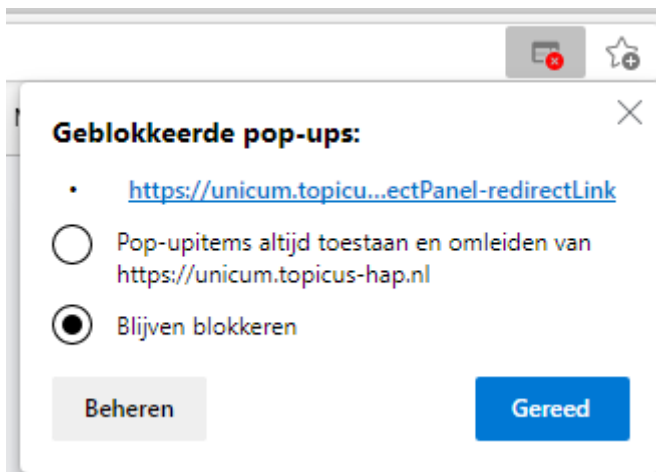 Geblokkeerde pop-ups:
https://unicum.topicu...ectPanel-redirectLink
Pop-upitems altijd toestaan en omleiden van
https://unicum.topicus-hap.nl
Blijven blokkeren
Beheren
Gereed